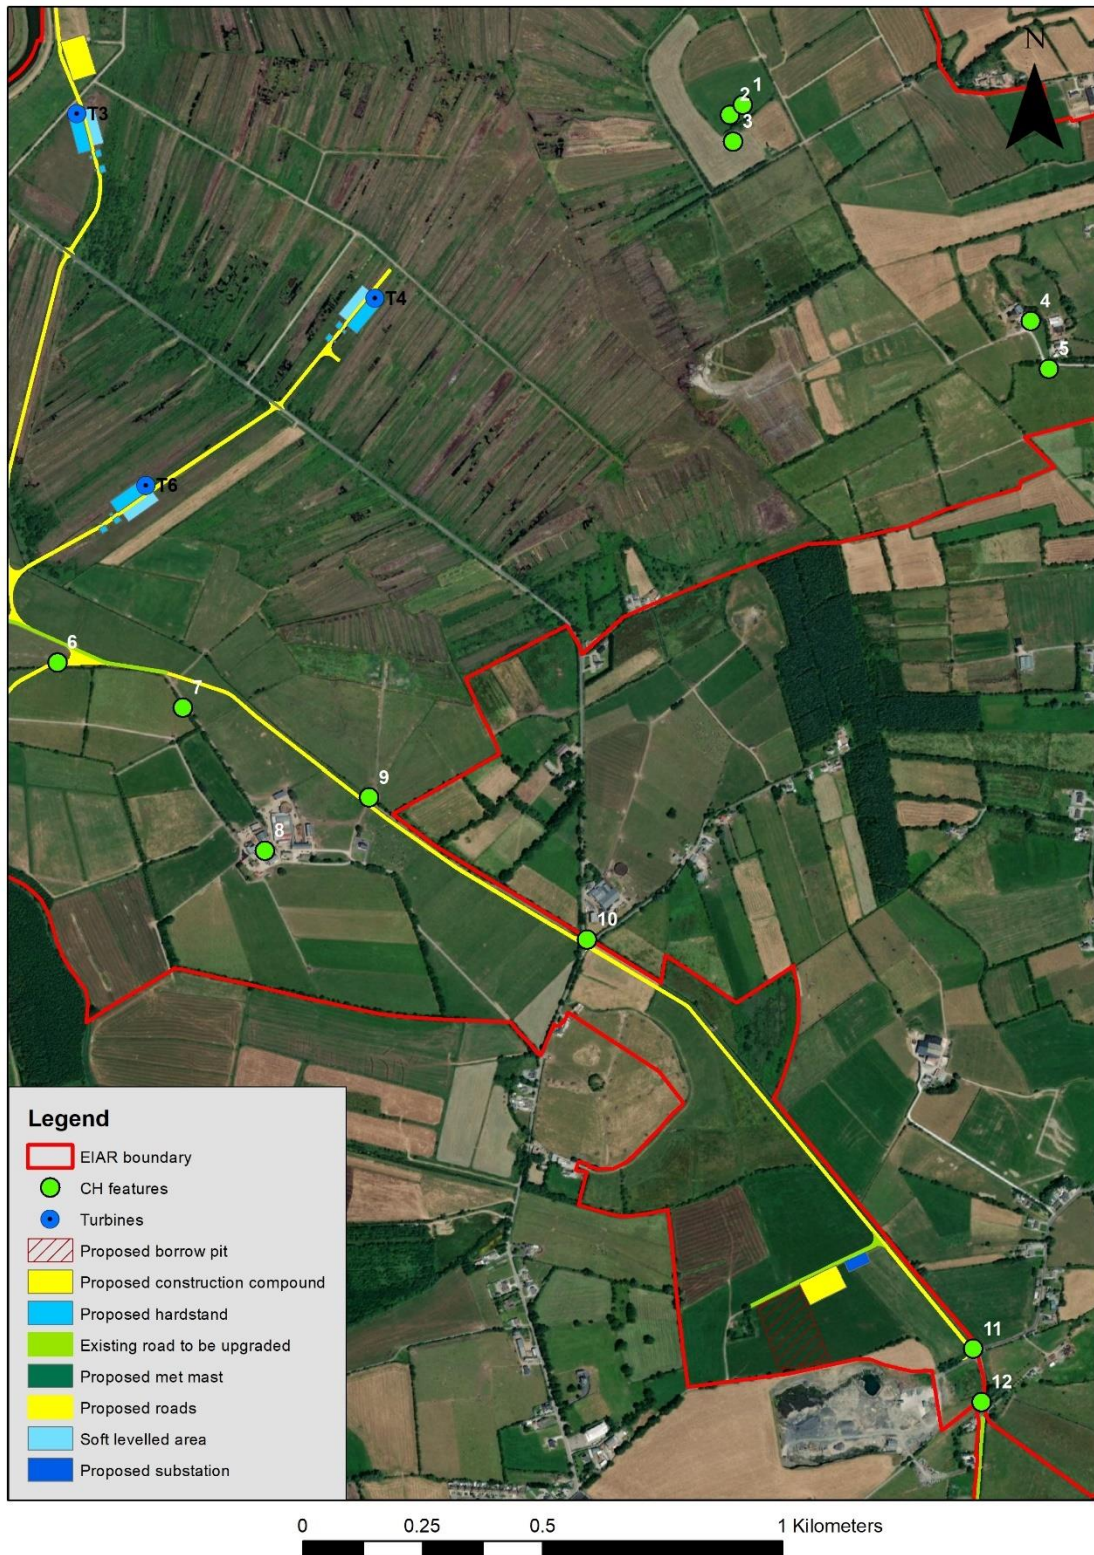 N
T3
1
2
3
T4
4
5
T6
6
7
9
8
10
11
12
Legend
EIAR boundary
CH features
Turbines
Proposed borrow pit
Proposed construction compound
Proposed hardstand
Existing road to be upgraded
Proposed met mast
Proposed roads
Soft levelled area
Proposed substation
0 0.25 0.5 1 Kilometers